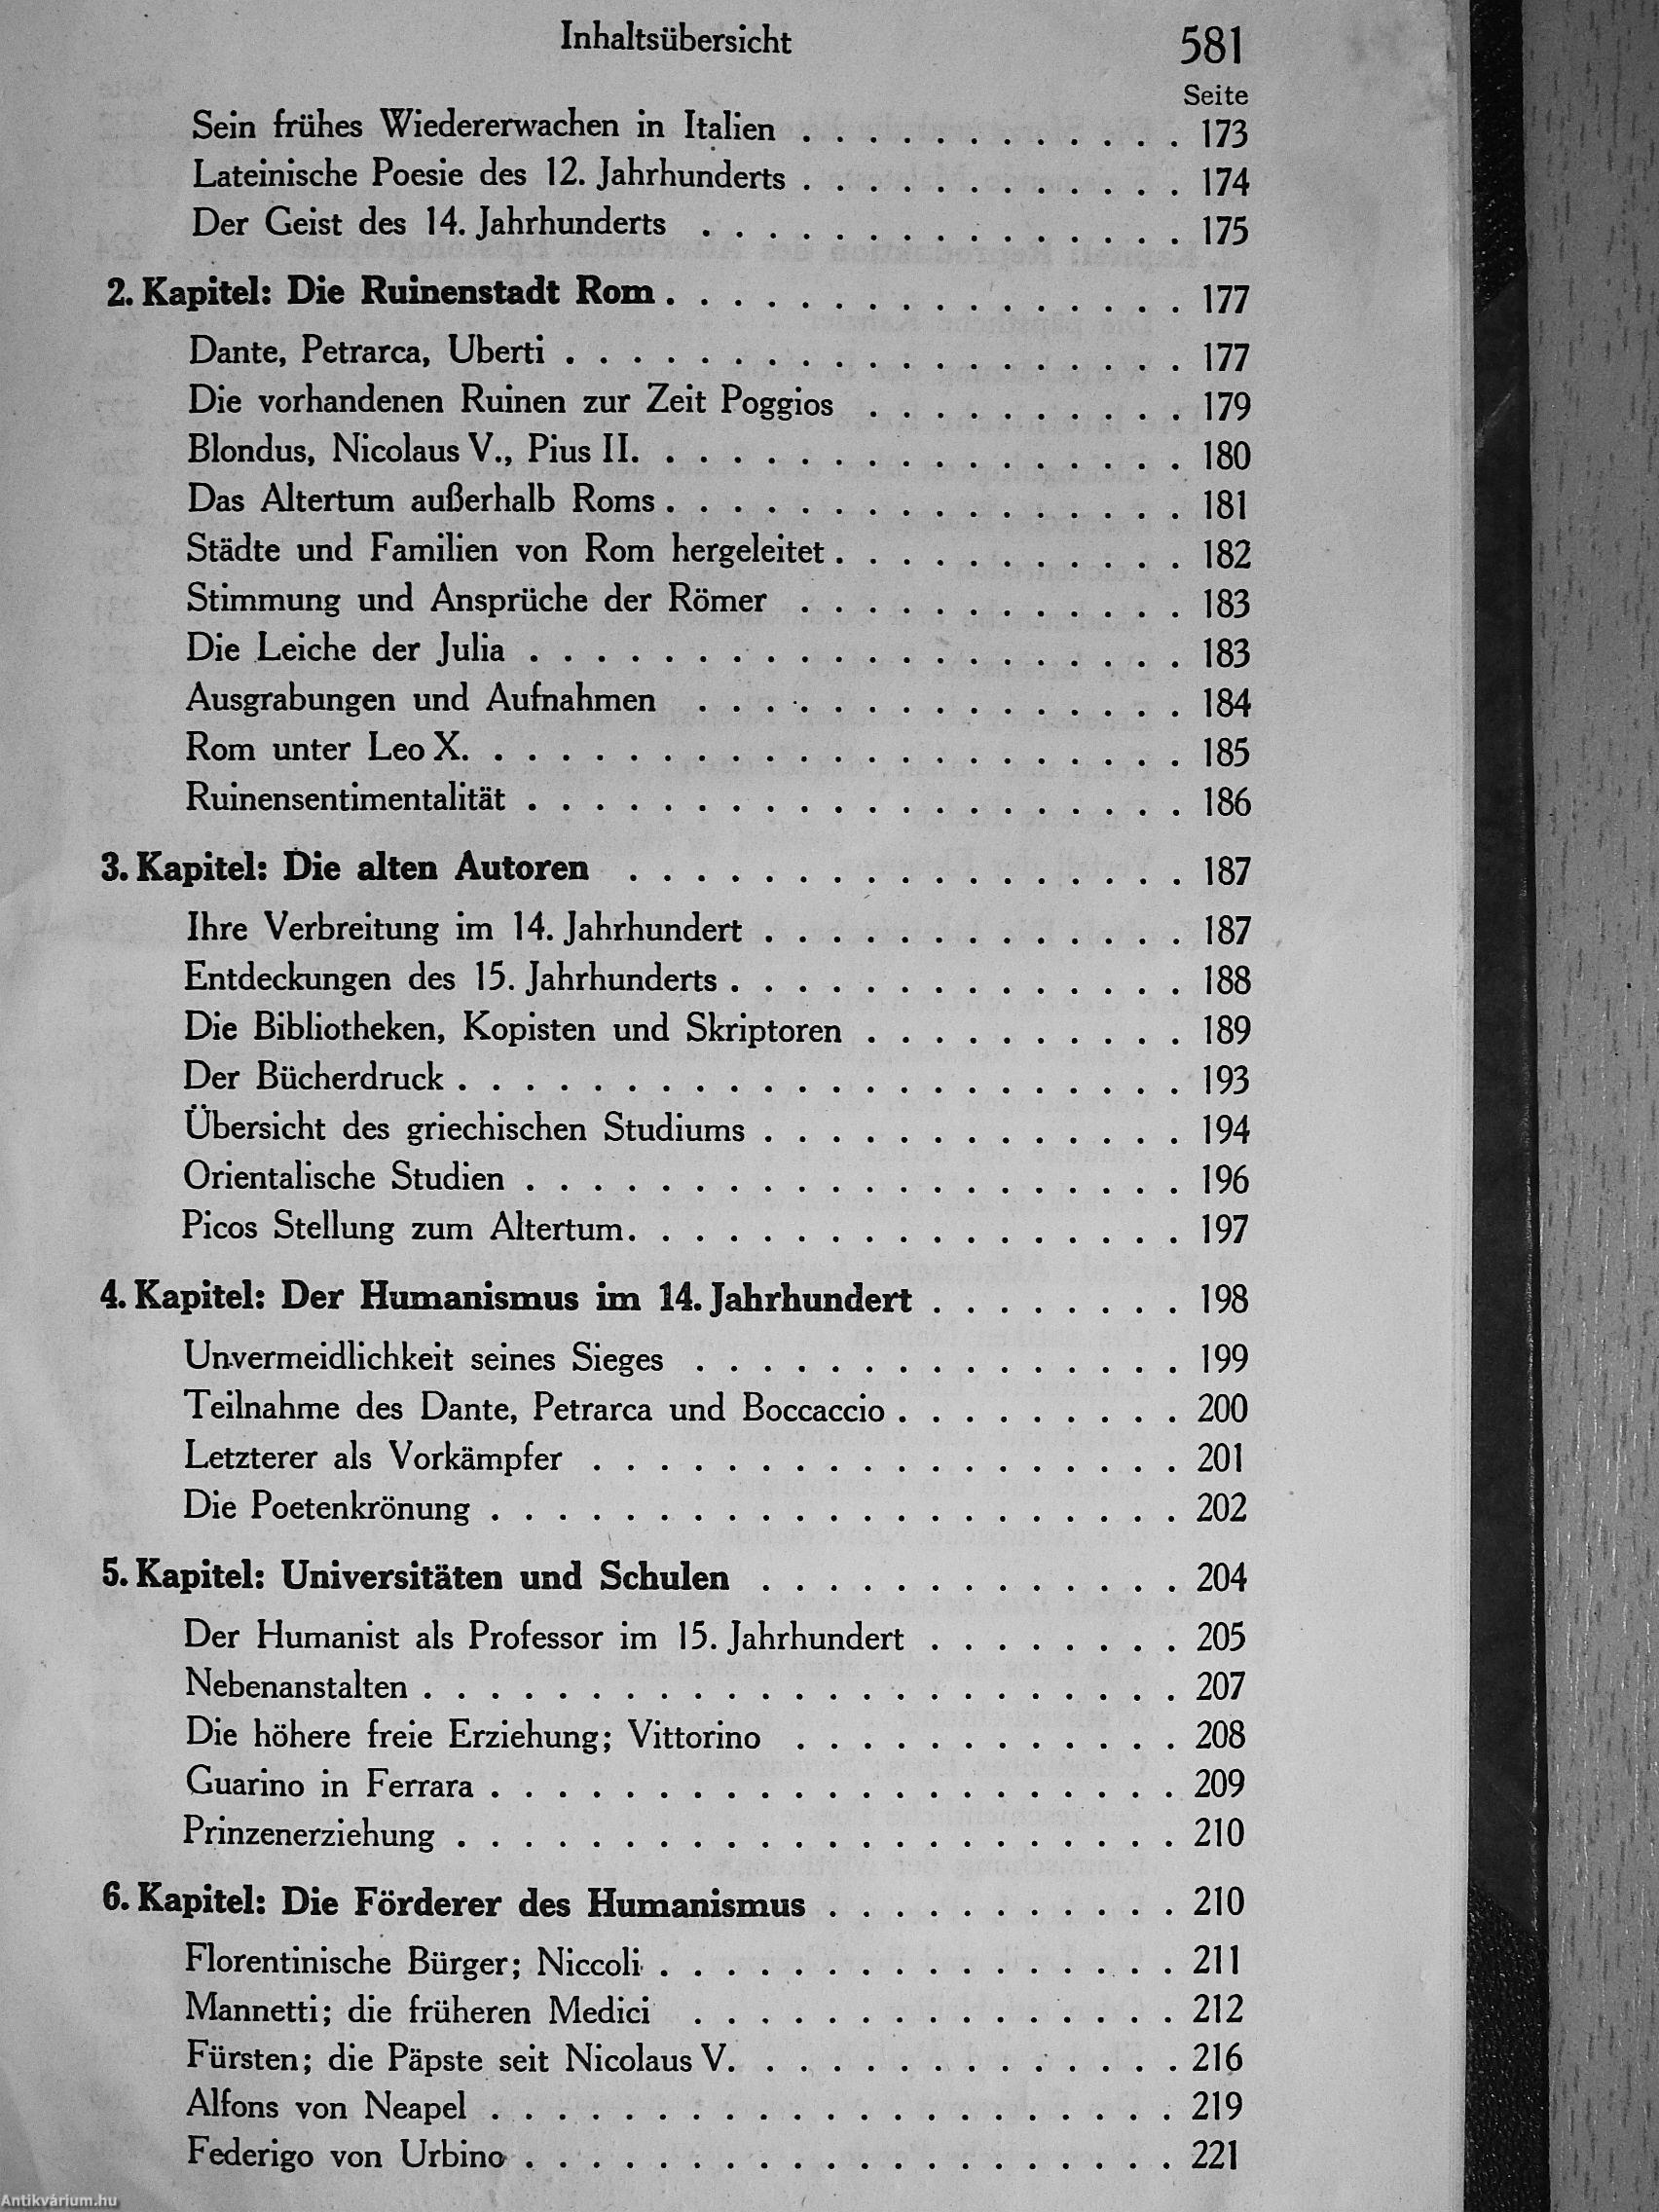 Inhaltsübersicht 581
Seite
Sein frühes Wiedererwachen in Italien . . . . . . . . . . . . 173
Lateinische Poesie des 12. Jahrhunderts . . . . . . . . . . . . 174
Der Geist des 14. Jahrhunderts . . . . . . . . . . . . . . . 175
2. Kapitel: Die Ruinenstadt Rom . . . . . . . . . . . . . . . . 177
Dante, Petrarca, Uberti . . . . . . . . . . . . . . . . . . . 177
Die vorhandenen Ruinen zur Zeit Poggios . . . . . . . . . . 179
Blondus, Nicolaus V., Pius II. . . . . . . . . . . . . . . . . 180
Das Altertum außerhalb Roms . . . . . . . . . . . . . . . . 181
Städte und Familien von Rom hergeleitet . . . . . . . . . . . 182
Stimmung und Ansprüche der Römer . . . . . . . . . . . . 183
Die Leiche der Julia . . . . . . . . . . . . . . . . . . . . 183
Ausgrabungen und Aufnahmen . . . . . . . . . . . . . . . 184
Rom unter Leo X. . . . . . . . . . . . . . . . . . . . . . 185
Ruinensentimentalität . . . . . . . . . . . . . . . . . . . . 186
3. Kapitel: Die alten Autoren . . . . . . . . . . . . . . . . . 187
Ihre Verbreitung im 14. Jahrhundert . . . . . . . . . . . . . 187
Entdeckungen des 15. Jahrhunderts . . . . . . . . . . . . . . 188
Die Bibliotheken, Kopisten und Skriptoren . . . . . . . . . . 189
Der Bücherdruck . . . . . . . . . . . . . . . . . . . . . . 193
Übersicht des griechischen Studiums . . . . . . . . . . . . . 194
Orientalische Studien . . . . . . . . . . . . . . . . . . . . 196
Picos Stellung zum Altertum . . . . . . . . . . . . . . . . . 197
4. Kapitel: Der Humanismus im 14. Jahrhundert . . . . . . . . 198
Unvermeidlichkeit seines Sieges . . . . . . . . . . . . . . . 199
Teilnahme des Dante, Petrarca und Boccaccio . . . . . . . . . 200
Letzterer als Vorkämpfer . . . . . . . . . . . . . . . . . . 201
Die Poetenkrönung . . . . . . . . . . . . . . . . . . . . . 202
5. Kapitel: Universitäten und Schulen . . . . . . . . . . . . . 204
Der Humanist als Professor im 15. Jahrhundert . . . . . . . . 205
Nebenanstalten . . . . . . . . . . . . . . . . . . . . . . . 207
Die höhere freie Erziehung; Vittorino . . . . . . . . . . . . 208
Guarino in Ferrara . . . . . . . . . . . . . . . . . . . . . 209
Prinzenerziehung . . . . . . . . . . . . . . . . . . . . . . 210
6. Kapitel: Die Förderer des Humanismus . . . . . . . . . . . 210
Florentinische Bürger; Niccoli . . . . . . . . . . . . . . . . 211
Mannetti; die früheren Medici . . . . . . . . . . . . . . . 212
Fürsten; die Päpste seit Nicolaus V. . . . . . . . . . . . . . 216
Alfons von Neapel . . . . . . . . . . . . . . . . . . . . . 219
Federigo von Urbino . . . . . . . . . . . . . . . . . . . . 221
Antikvárium.hu